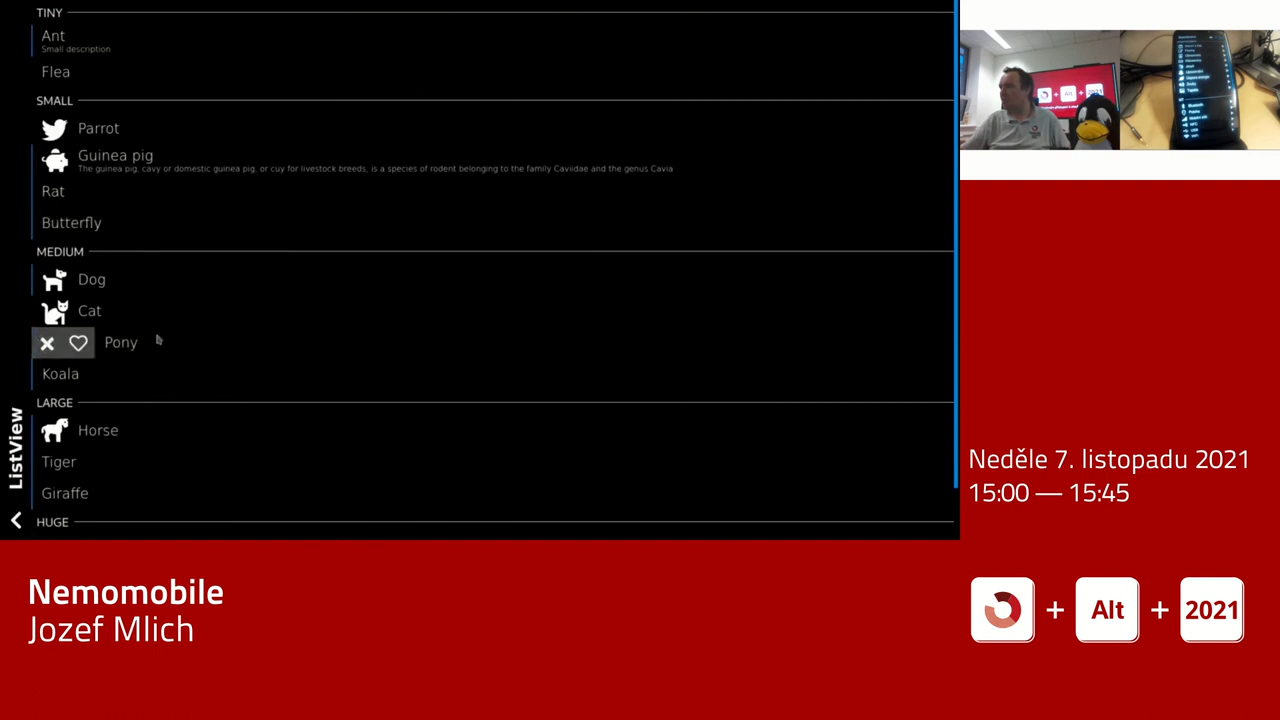 TINY
Ant
Small description
Flea
SMALL
Parrot
Guinea pig
The guinea pig, cavy or domestic guinea pig, or cuy for livestock breeds, is a species of rodent belonging to the family Caviidae and the genus Cavia
Rat
Butterfly
MEDIUM
Dog
Cat
Pony
Koala
LARGE
Horse
Tiger
Giraffe
HUGE
ListView
Neděle 7. listopadu 2021
15:00 — 15:45
Nemomobile
Jozef Mlich
+ Alt + 2021